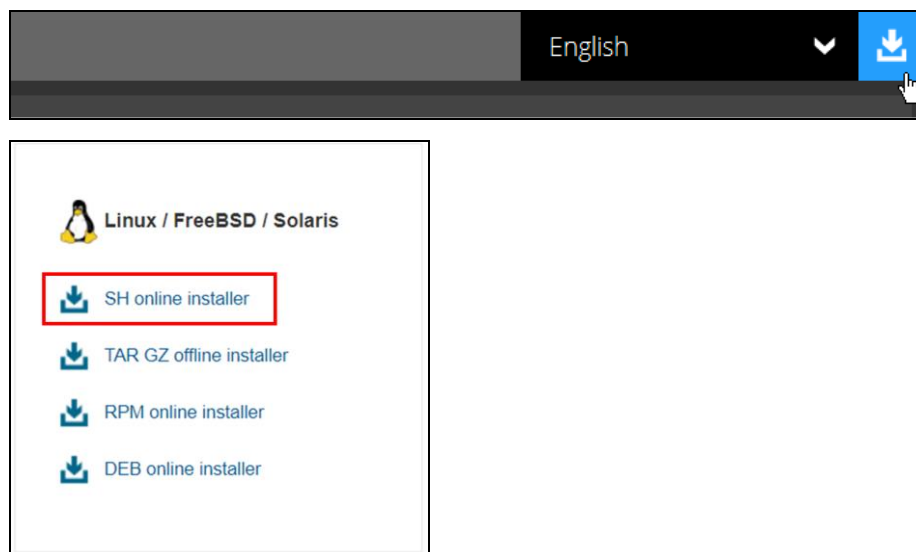 English
Linux / FreeBSD / Solaris
SH online installer
TAR GZ offline installer
RPM online installer
DEB online installer